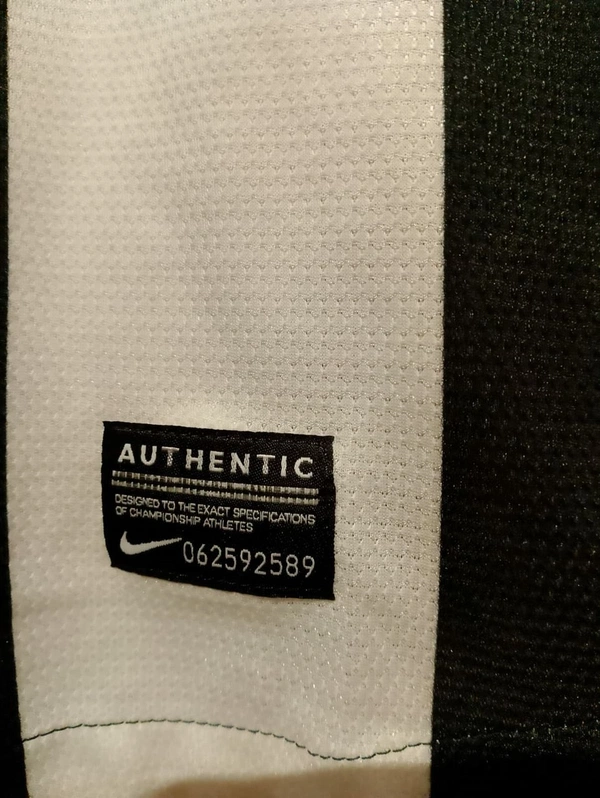 AUTHENTIC
DESIGNED TO THE EXACT SPECIFICATIONS
OF CHAMPIONSHIP ATHLETES
062592589